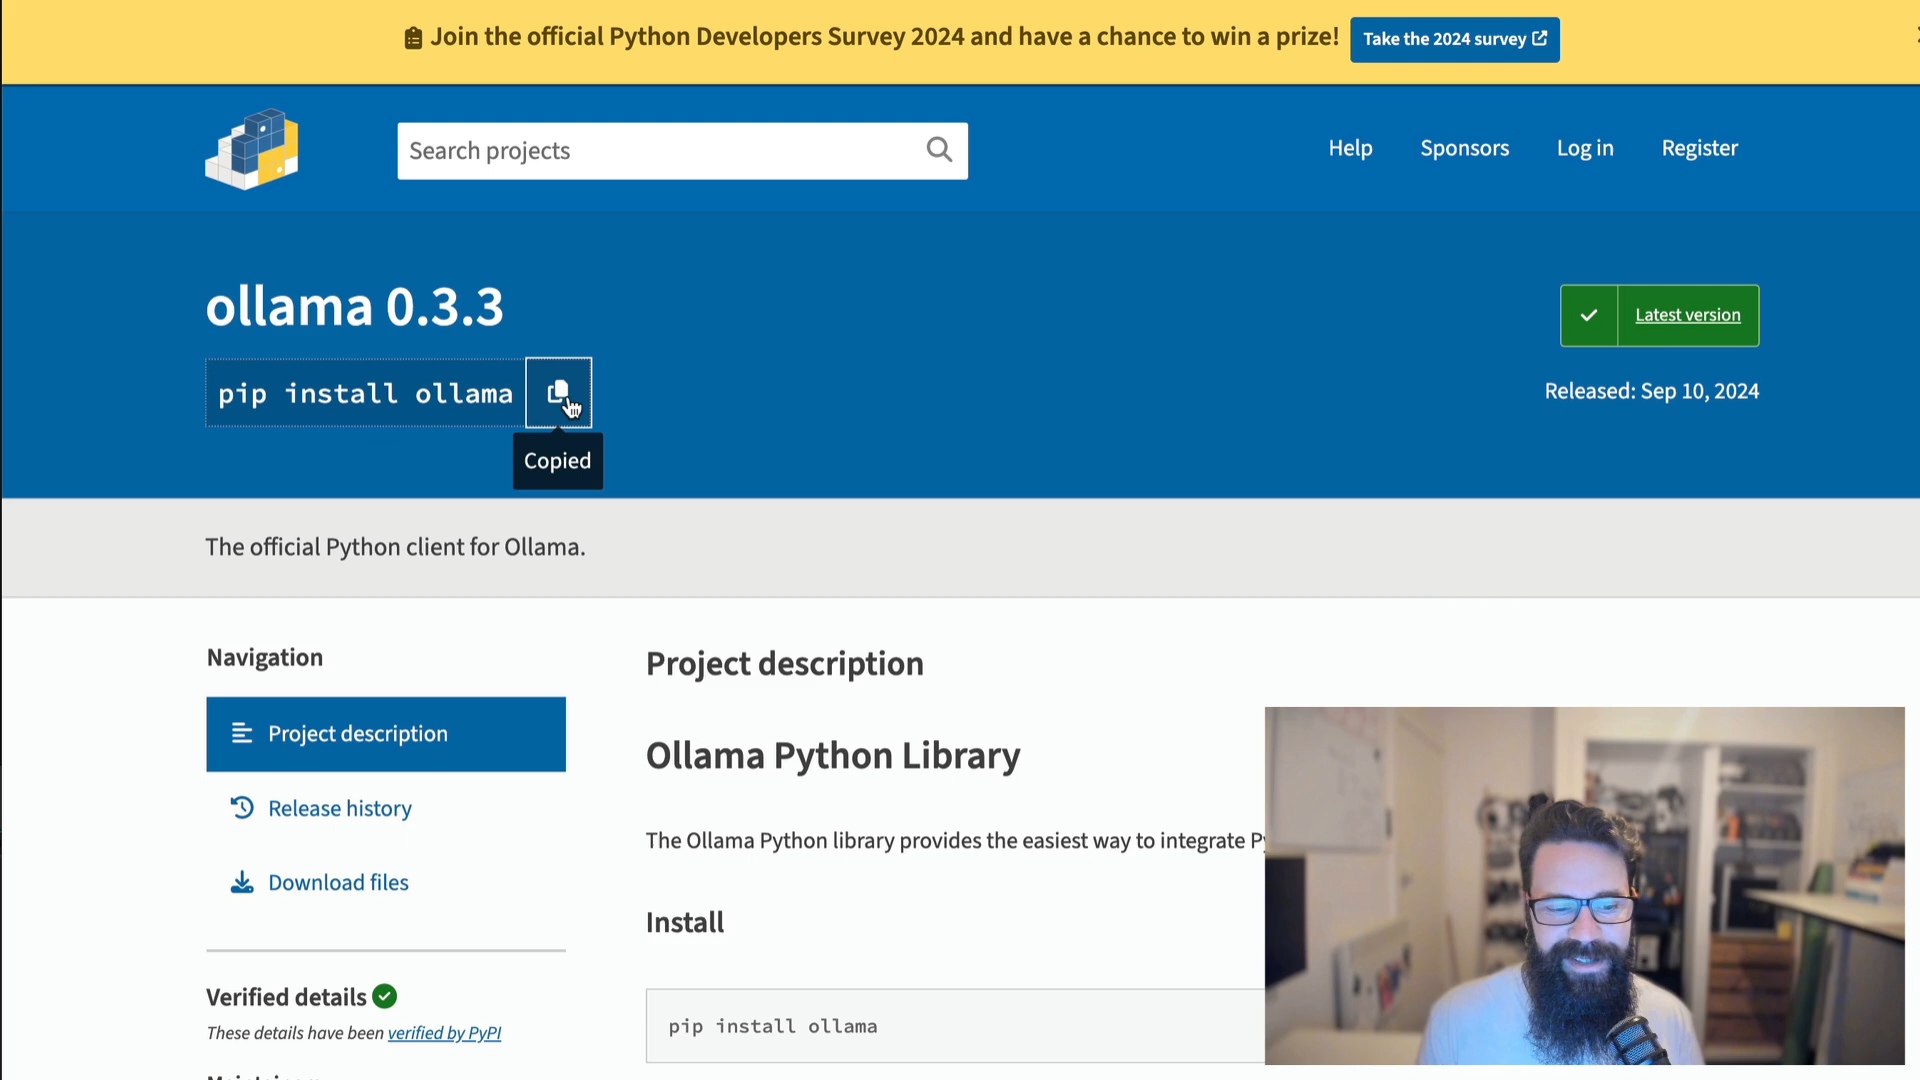 Join the official Python Developers Survey 2024 and have a chance to win a prize!
Take the 2024 survey
Search projects
Help
Sponsors
Log in
Register
ollama 0.3.3
pip install ollama
Copied
Latest version
Released: Sep 10, 2024
The official Python client for Ollama.
Navigation
Project description
Release history
Download files
Verified details
These details have been verified by PyPI
Project description
Ollama Python Library
The Ollama Python library provides the easiest way to integrate
Install
pip install ollama